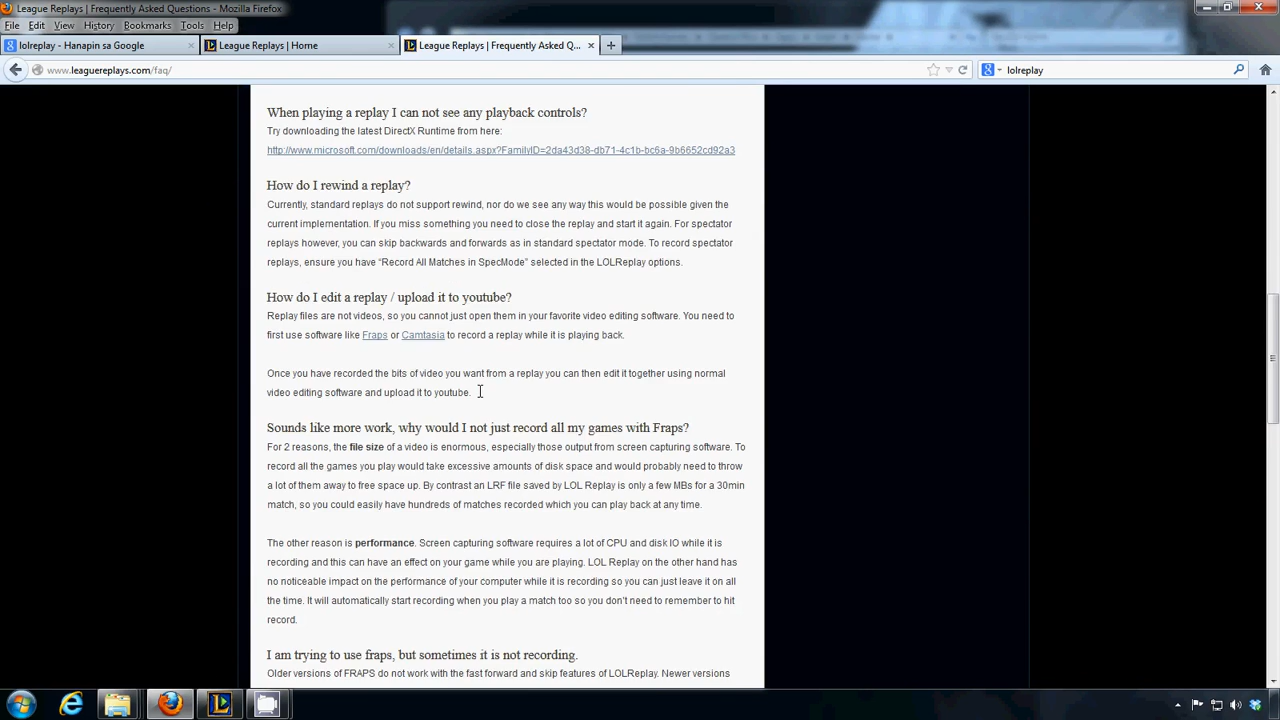 League Replays | Frequently Asked Questions - Mozilla Firefox
File Edit View History Bookmarks Tools Help
lolreplay - Hanapin sa Google
League Replays | Home
League Replays | Frequently Asked Q...
www.leaguereplays.com/faq/
lolreplay
When playing a replay I can not see any playback controls?
Try downloading the latest DirectX Runtime from here:
http://www.microsoft.com/downloads/en/details.aspx?FamilyID=2da43d38-db71-4c1b-bc6a-9b6652cd92a3
How do I rewind a replay?
Currently, standard replays do not support rewind, nor do we see any way this would be possible given the
current implementation. If you miss something you need to close the replay and start it again. For spectator
replays however, you can skip backwards and forwards as in standard spectator mode. To record spectator
replays, ensure you have “Record All Matches in SpecMode” selected in the LOLReplay options.
How do I edit a replay / upload it to youtube?
Replay files are not videos, so you cannot just open them in your favorite video editing software. You need to
first use software like Fraps or Camtasia to record a replay while it is playing back.
Once you have recorded the bits of video you want from a replay you can then edit it together using normal
video editing software and upload it to youtube.
Sounds like more work, why would I not just record all my games with Fraps?
For 2 reasons, the file size of a video is enormous, especially those output from screen capturing software. To
record all the games you play would take excessive amounts of disk space and would probably need to throw
a lot of them away to free space up. By contrast an LRF file saved by LOL Replay is only a few MBs for a 30min
match, so you could easily have hundreds of matches recorded which you can play back at any time.
The other reason is performance. Screen capturing software requires a lot of CPU and disk IO while it is
recording and this can have an effect on your game while you are playing. LOL Replay on the other hand has
no noticeable impact on the performance of your computer while it is recording so you can just leave it on all
the time. It will automatically start recording when you play a match too so you don't need to remember to hit
record.
I am trying to use fraps, but sometimes it is not recording.
Older versions of FRAPS do not work with the fast forward and skip features of LOLReplay. Newer versions